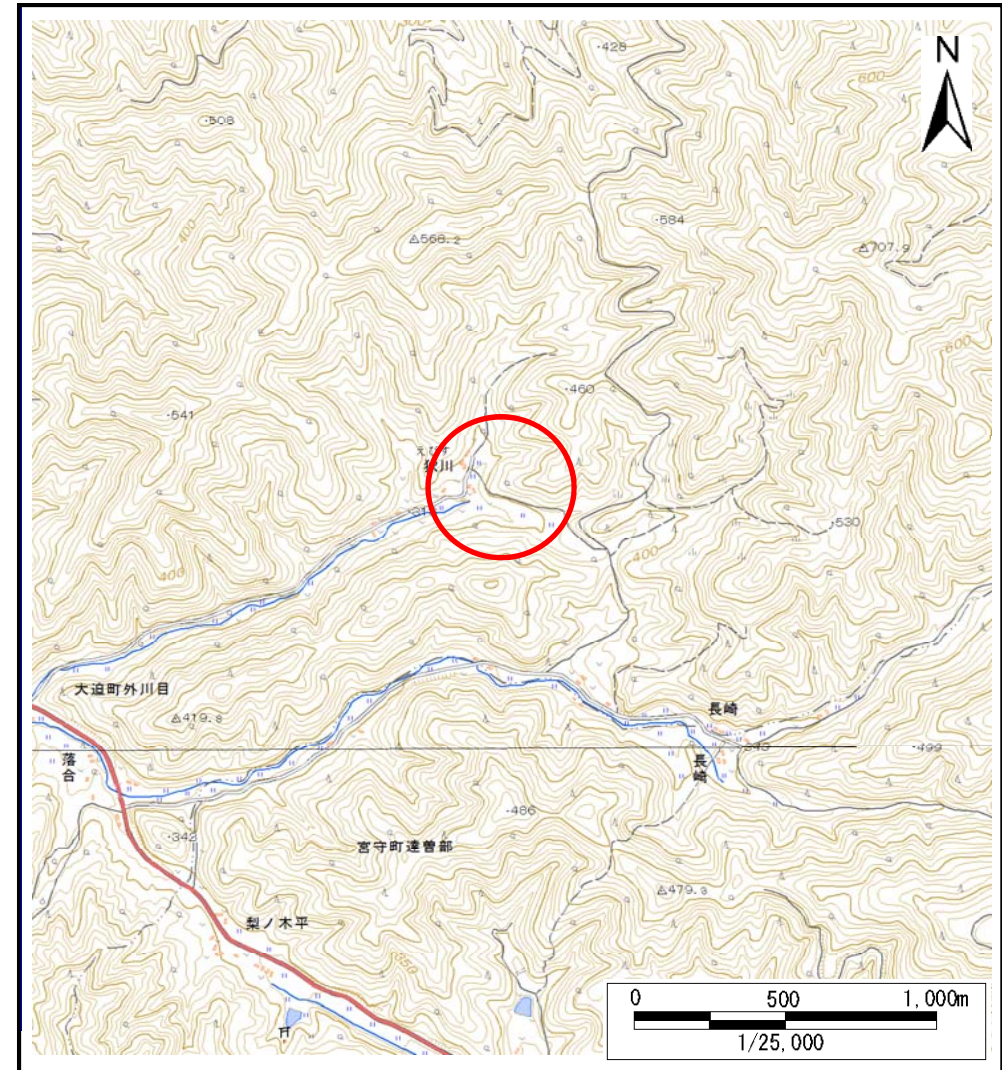 N
・428
600
・508
・584
400
△568.2
△707.9
600
・460
・541
えびす
狄川
・530
400
400
大迫町外川目
長崎
△419.8
落合
長崎
・499
・486
・342
宮守町達曽部
△479.3
梨ノ木平
350
0 500 1,000m
1/25,000